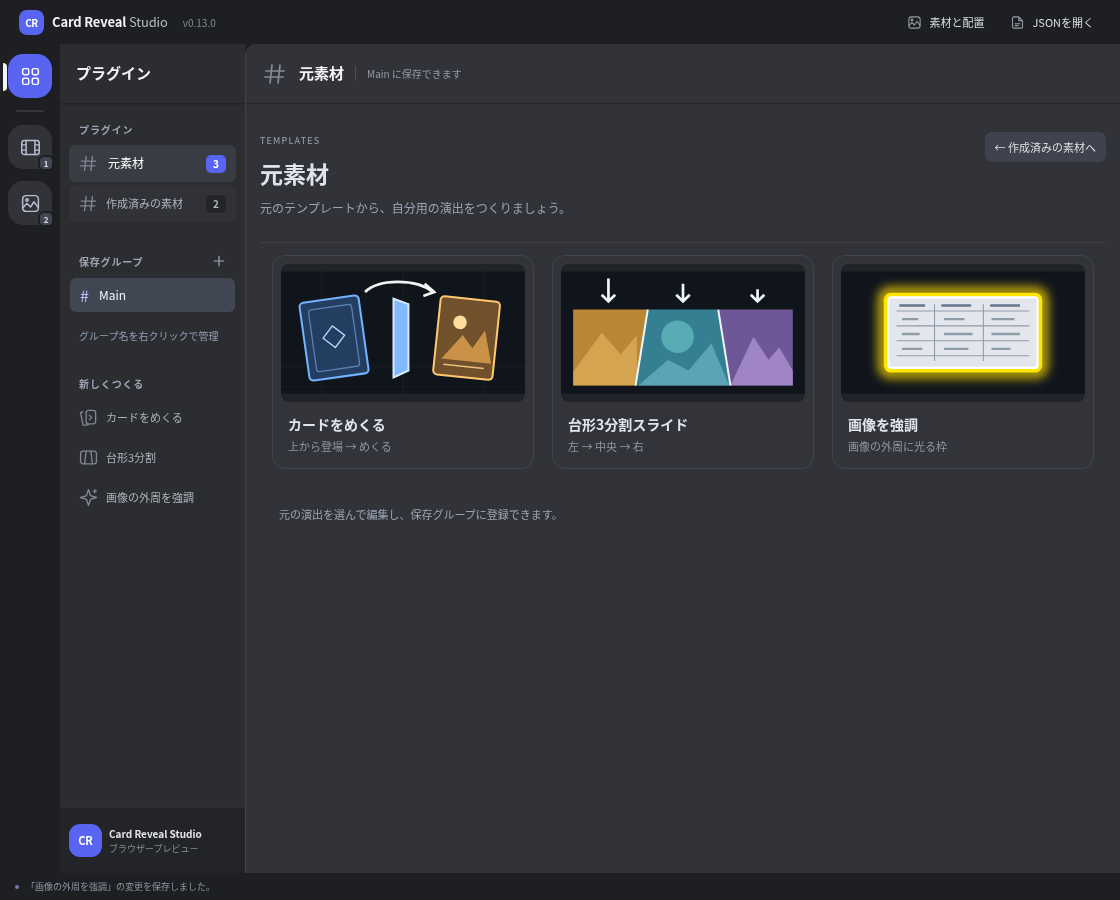 CR Card Reveal Studio v0.13.0
素材と配置
JSONを開く
プラグイン
# 元素材 Main に保存できます
1
2
プラグイン
# 元素材 3
# 作成済みの素材 2
保存グループ +
# Main
グループ名を右クリックで管理
新しくつくる
カードをめくる
台形3分割
画像の外周を強調
TEMPLATES
元素材
元のテンプレートから、自分用の演出をつくりましょう。
← 作成済みの素材へ
カードをめくる
上から登場 → めくる
台形3分割スライド
左 → 中央 → 右
画像を強調
画像の外周に光る枠
元の演出を選んで編集し、保存グループに登録できます。
CR Card Reveal Studio
ブラウザープレビュー
「画像の外周を強調」の変更を保存しました。